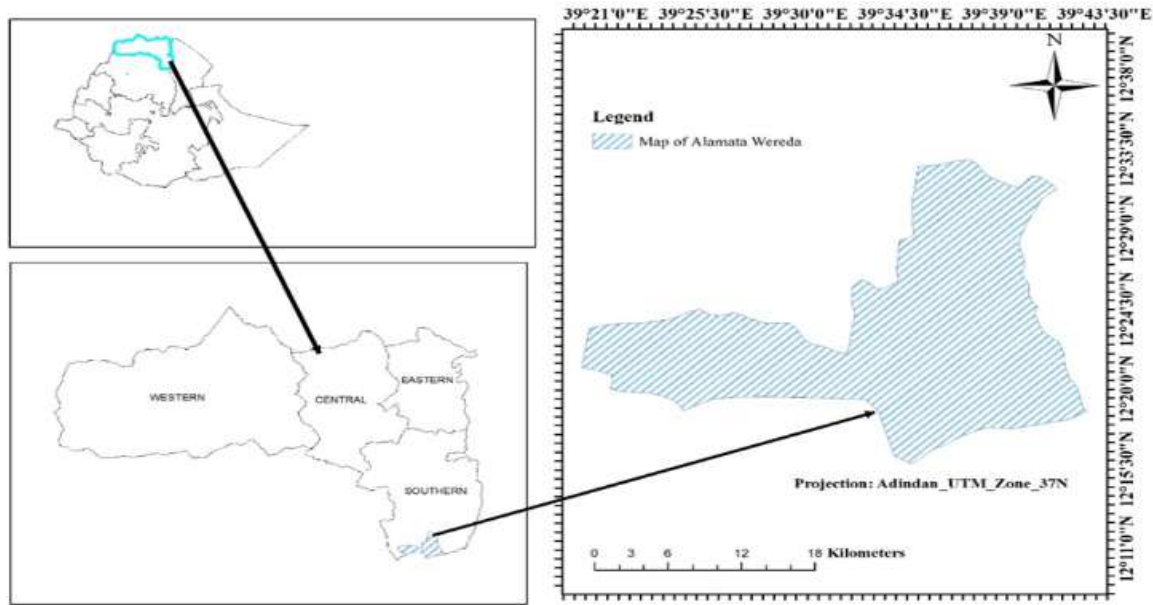 39°21'0"E 39°25'30"E 39°30'0"E 39°34'30"E 39°39'0"E 39°43'30"E
N
Legend
Map of Alamata Wereda
12°38'0"N
12°33'30"N
12°29'0"N
12°24'30"N
12°20'0"N
12°15'30"N
12°11'0"N
WESTERN
CENTRAL
EASTERN
SOUTHERN
Projection: Adindan_UTM_Zone_37N
0 3 6 12 18 Kilometers